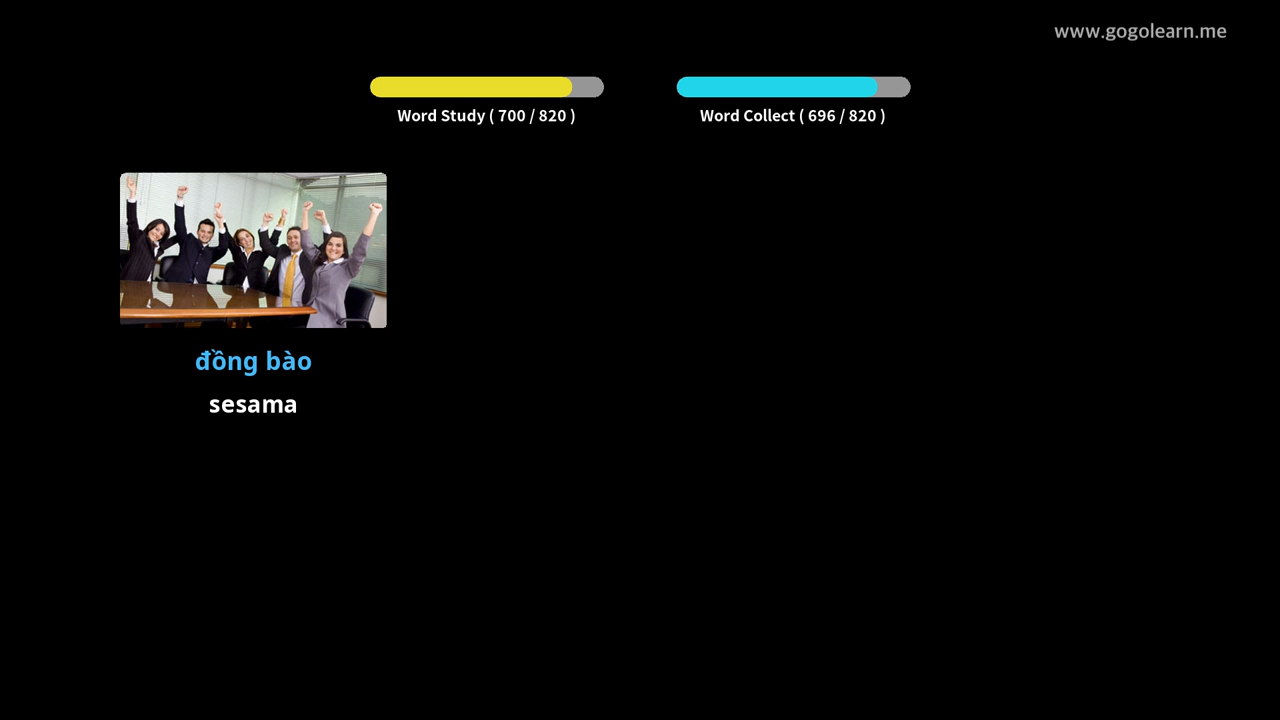 www.gogolearn.me
Word Study ( 700 / 820 )
Word Collect ( 696 / 820 )
đồng bào
sesama